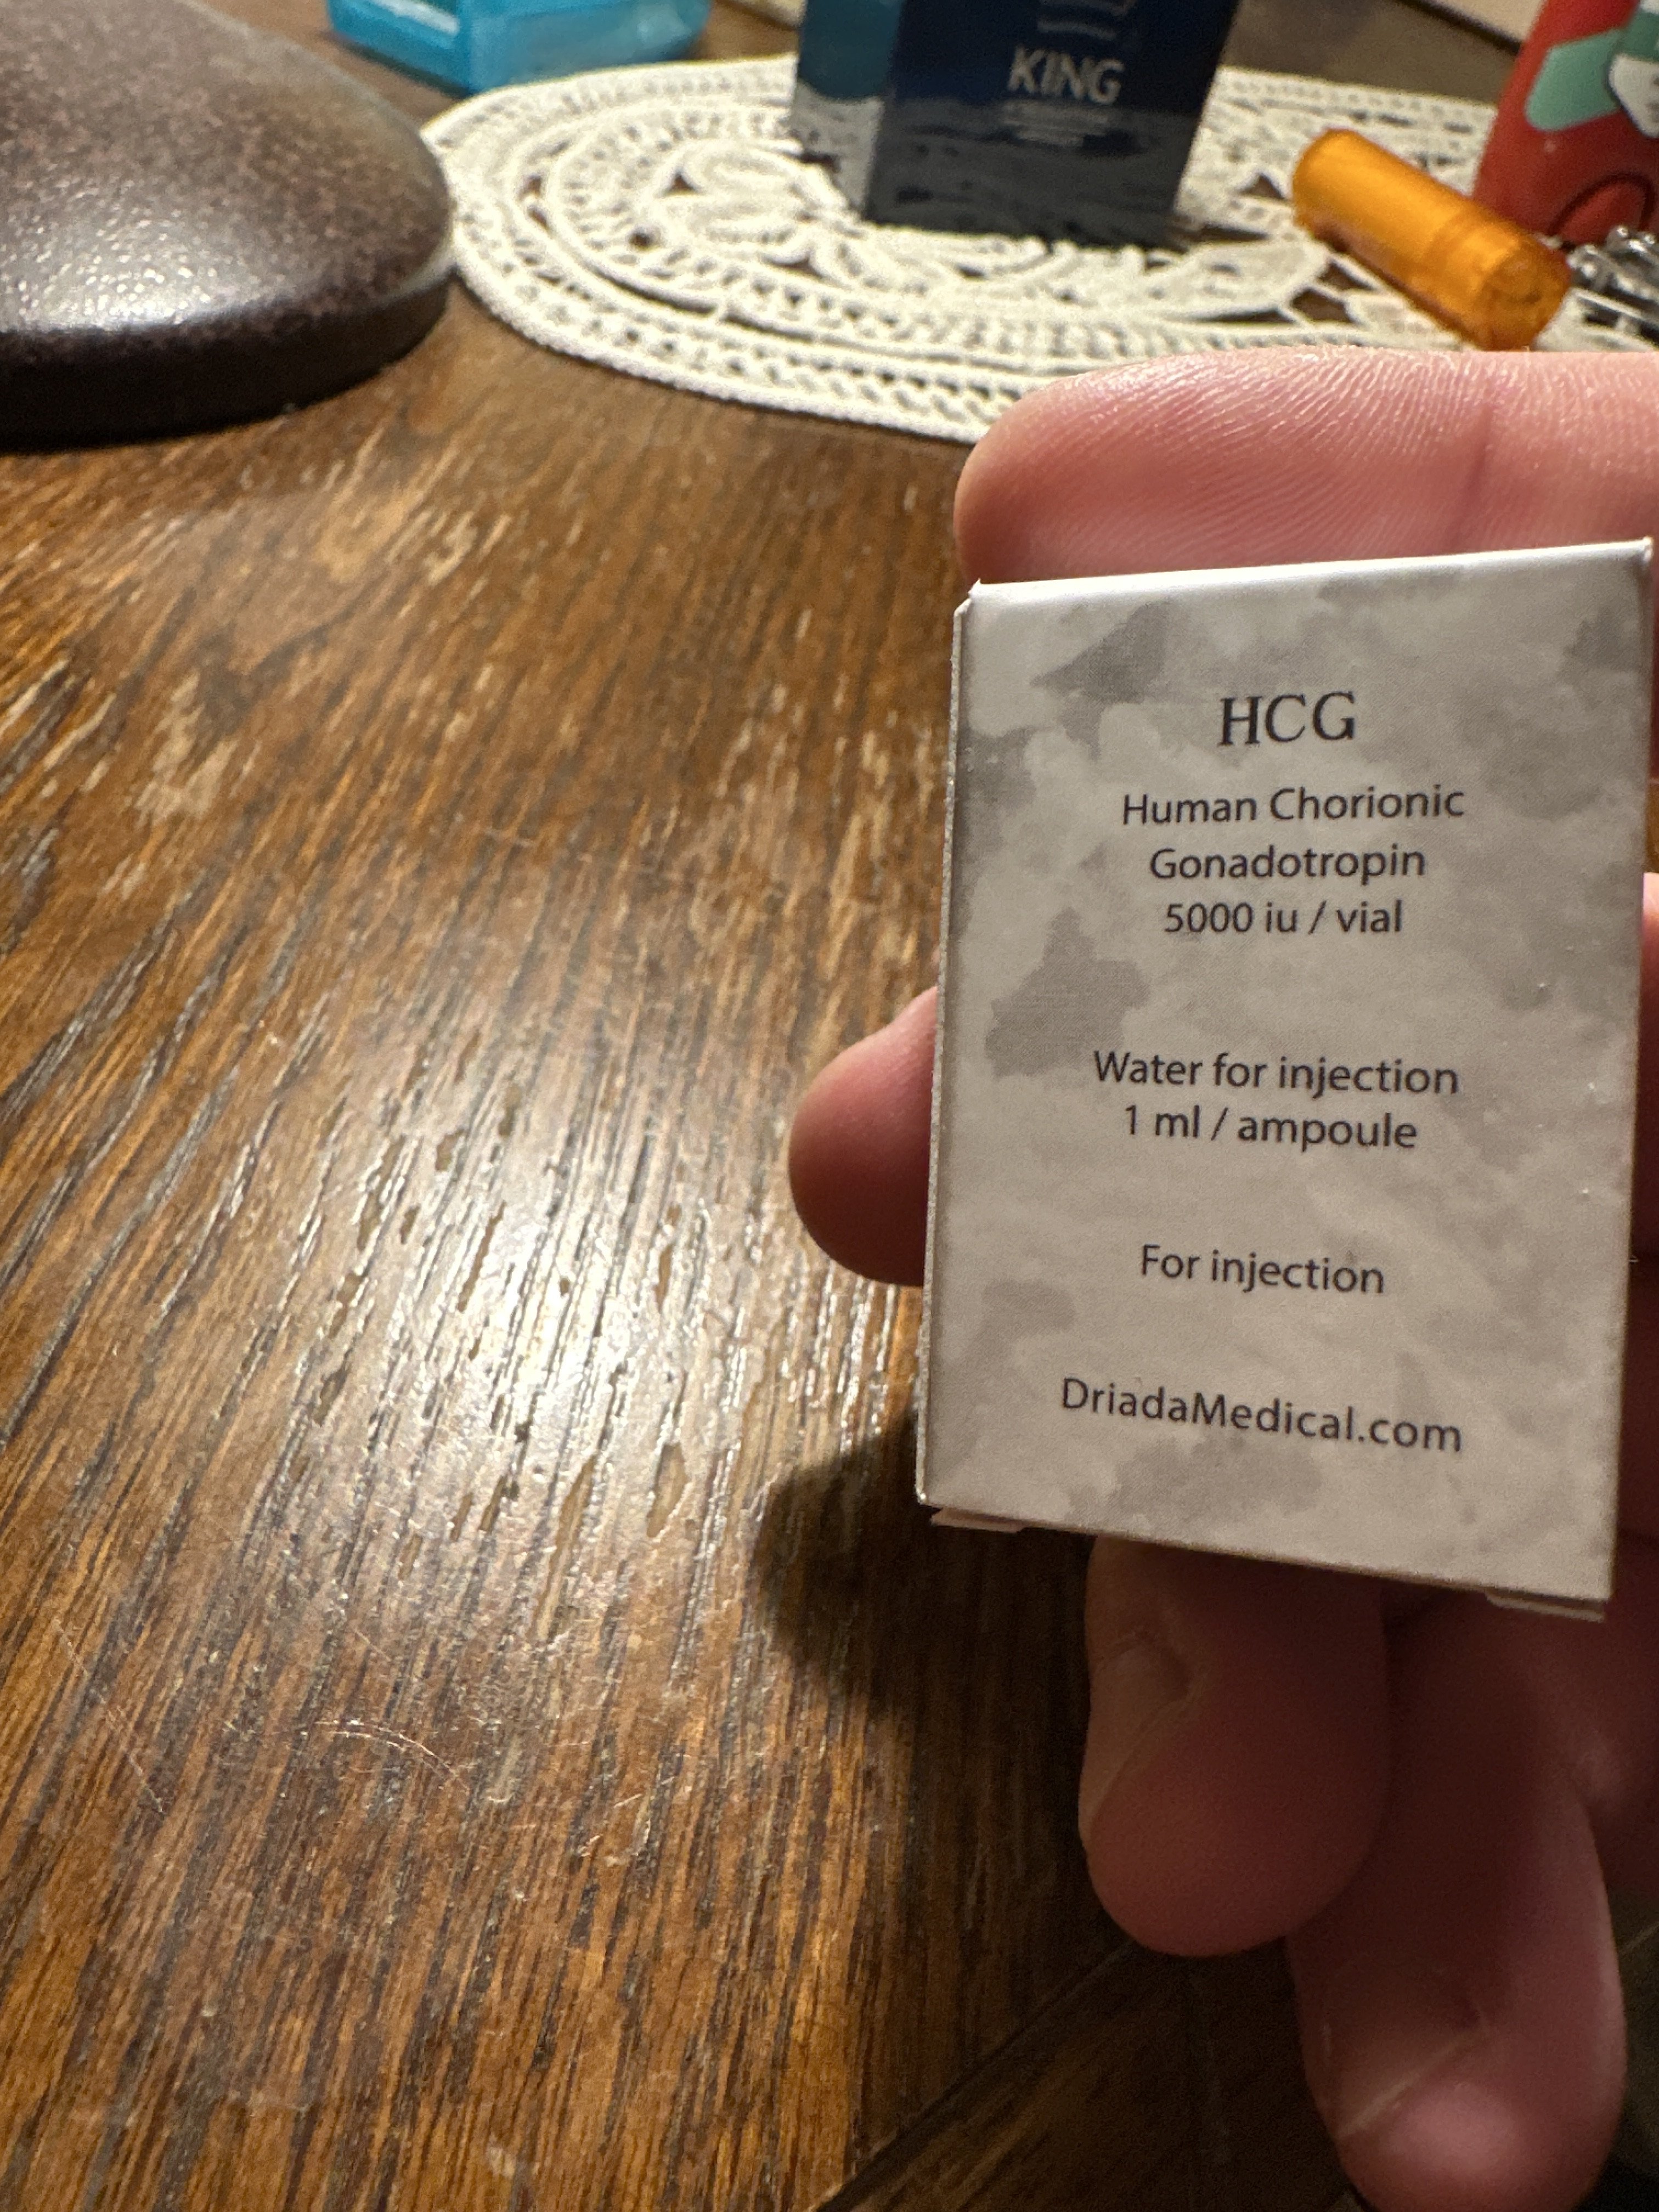 KING
HCG
Human Chorionic
Gonadotropin
5000 iu / vial
Water for injection
1 ml / ampoule
For injection
DriadaMedical.com